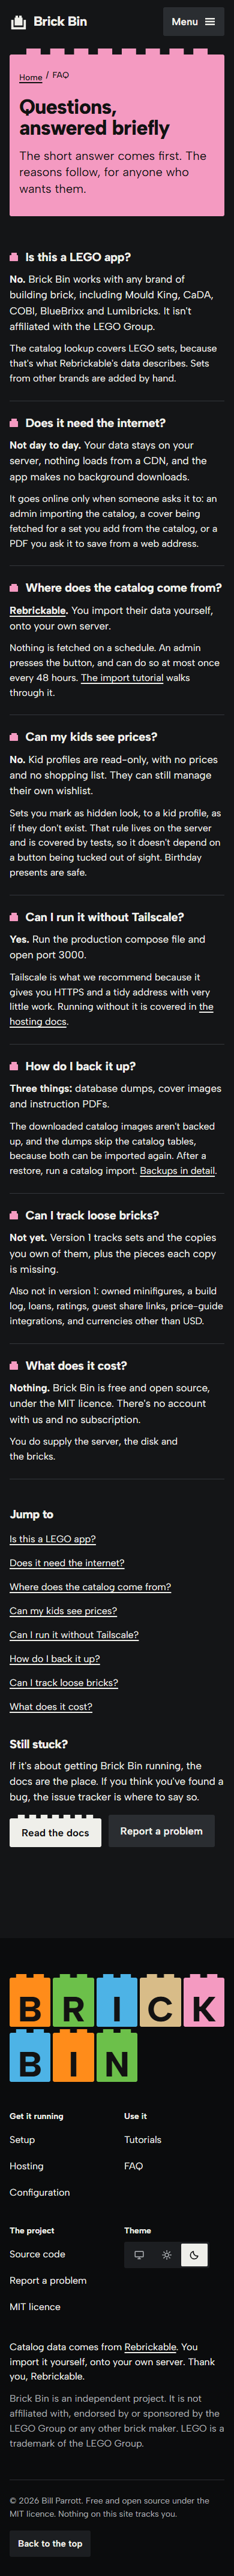 Brick Bin
Menu
Home / FAQ
Questions,
answered briefly
The short answer comes first. The
reasons follow, for anyone who
wants them.
Is this a LEGO app?
No. Brick Bin works with any brand of
building brick, including Mould King, CaDA,
COBI, BlueBrixx and Lumibricks. It isn't
affiliated with the LEGO Group.
The catalog lookup covers LEGO sets, because
that's what Rebrickable's data describes. Sets
from other brands are added by hand.
Does it need the internet?
Not day to day. Your data stays on your
server, nothing loads from a CDN, and the
app makes no background downloads.
It goes online only when someone asks it to: an
admin importing the catalog, a cover being
fetched for a set you add from the catalog, or a
PDF you ask it to save from a web address.
Where does the catalog come from?
Rebrickable. You import their data yourself,
onto your own server.
Nothing is fetched on a schedule. An admin
presses the button, and can do so at most once
every 48 hours. The import tutorial walks
through it.
Can my kids see prices?
No. Kid profiles are read-only, with no prices
and no shopping list. They can still manage
their own wishlist.
Sets you mark as hidden look, to a kid profile, as
if they don't exist. That rule lives on the server
and is covered by tests, so it doesn't depend on
a button being tucked out of sight. Birthday
presents are safe.
Can I run it without Tailscale?
Yes. Run the production compose file and
open port 3000.
Tailscale is what we recommend because it
gives you HTTPS and a tidy address with very
little work. Running without it is covered in the
hosting docs.
How do I back it up?
Three things: database dumps, cover images
and instruction PDFs.
The downloaded catalog images aren't backed
up, and the dumps skip the catalog tables,
because both can be imported again. After a
restore, run a catalog import. Backups in detail.
Can I track loose bricks?
Not yet. Version 1 tracks sets and the copies
you own of them, plus the pieces each copy
is missing.
Also not in version 1: owned minifigures, a build
log, loans, ratings, guest share links, price-guide
integrations, and currencies other than USD.
What does it cost?
Nothing. Brick Bin is free and open source,
under the MIT licence. There's no account
with us and no subscription.
You do supply the server, the disk and
the bricks.
Jump to
Is this a LEGO app?
Does it need the internet?
Where does the catalog come from?
Can my kids see prices?
Can I run it without Tailscale?
How do I back it up?
Can I track loose bricks?
What does it cost?
Still stuck?
If it's about getting Brick Bin running, the
docs are the place. If you think you've found a
bug, the issue tracker is where to say so.
Read the docs
Report a problem
BRICK
BIN
Get it running
Setup
Hosting
Configuration
Use it
Tutorials
FAQ
The project
Source code
Report a problem
MIT licence
Theme
Catalog data comes from Rebrickable. You
import it yourself, onto your own server. Thank
you, Rebrickable.
Brick Bin is an independent project. It is not
affiliated with, endorsed by or sponsored by the
LEGO Group or any other brick maker. LEGO is a
trademark of the LEGO Group.
© 2026 Bill Parrott. Free and open source under the
MIT licence. Nothing on this site tracks you.
Back to the top